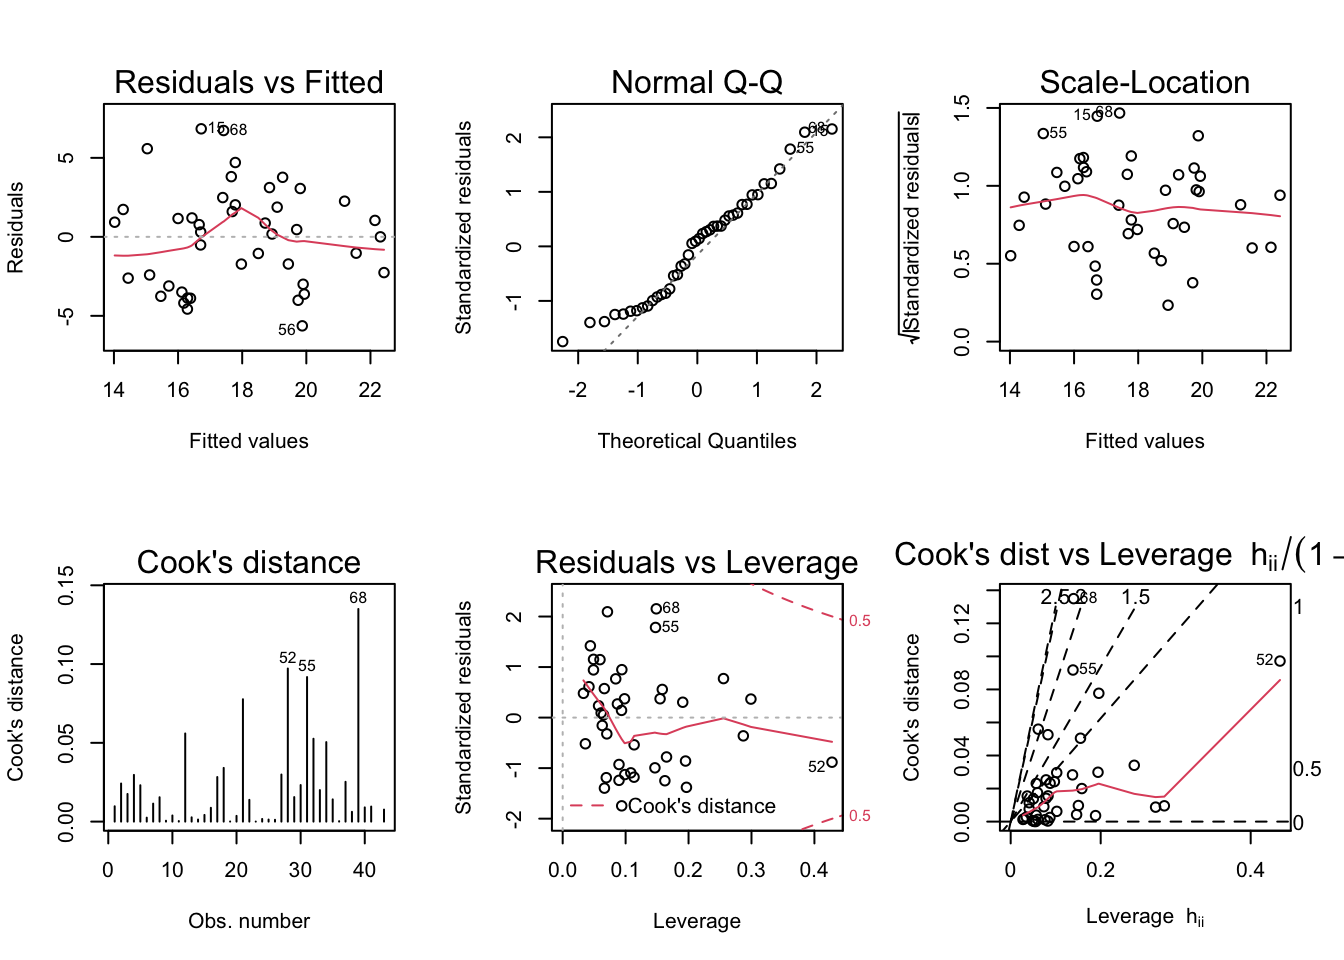 Residuals vs Fitted
Residuals
5
0
-5
15
68
56
14 16 18 20 22
Fitted values
Normal Q-Q
Standardized residuals
2
1
0
-1
68
15
55
-2 -1 0 1 2
Theoretical Quantiles
Scale-Location
√|Standardized residuals|
1.5
1.0
0.5
0.0
15
68
55
14 16 18 20 22
Fitted values
Cook's distance
Cook's distance
0.15
0.10
0.05
0.00
68
52
55
0 10 20 30 40
Obs. number
Residuals vs Leverage
Standardized residuals
2
1
0
-1
-2
68
55
52
0.5
0.5
Cook's distance
0.0 0.1 0.2 0.3 0.4
Leverage
Cook's dist vs Leverage hii/(1 −
Cook's distance
0.12
0.08
0.04
0.00
2.5
2
68
1.5
1
55
52
0.5
0
0 0.2 0.4
Leverage hii